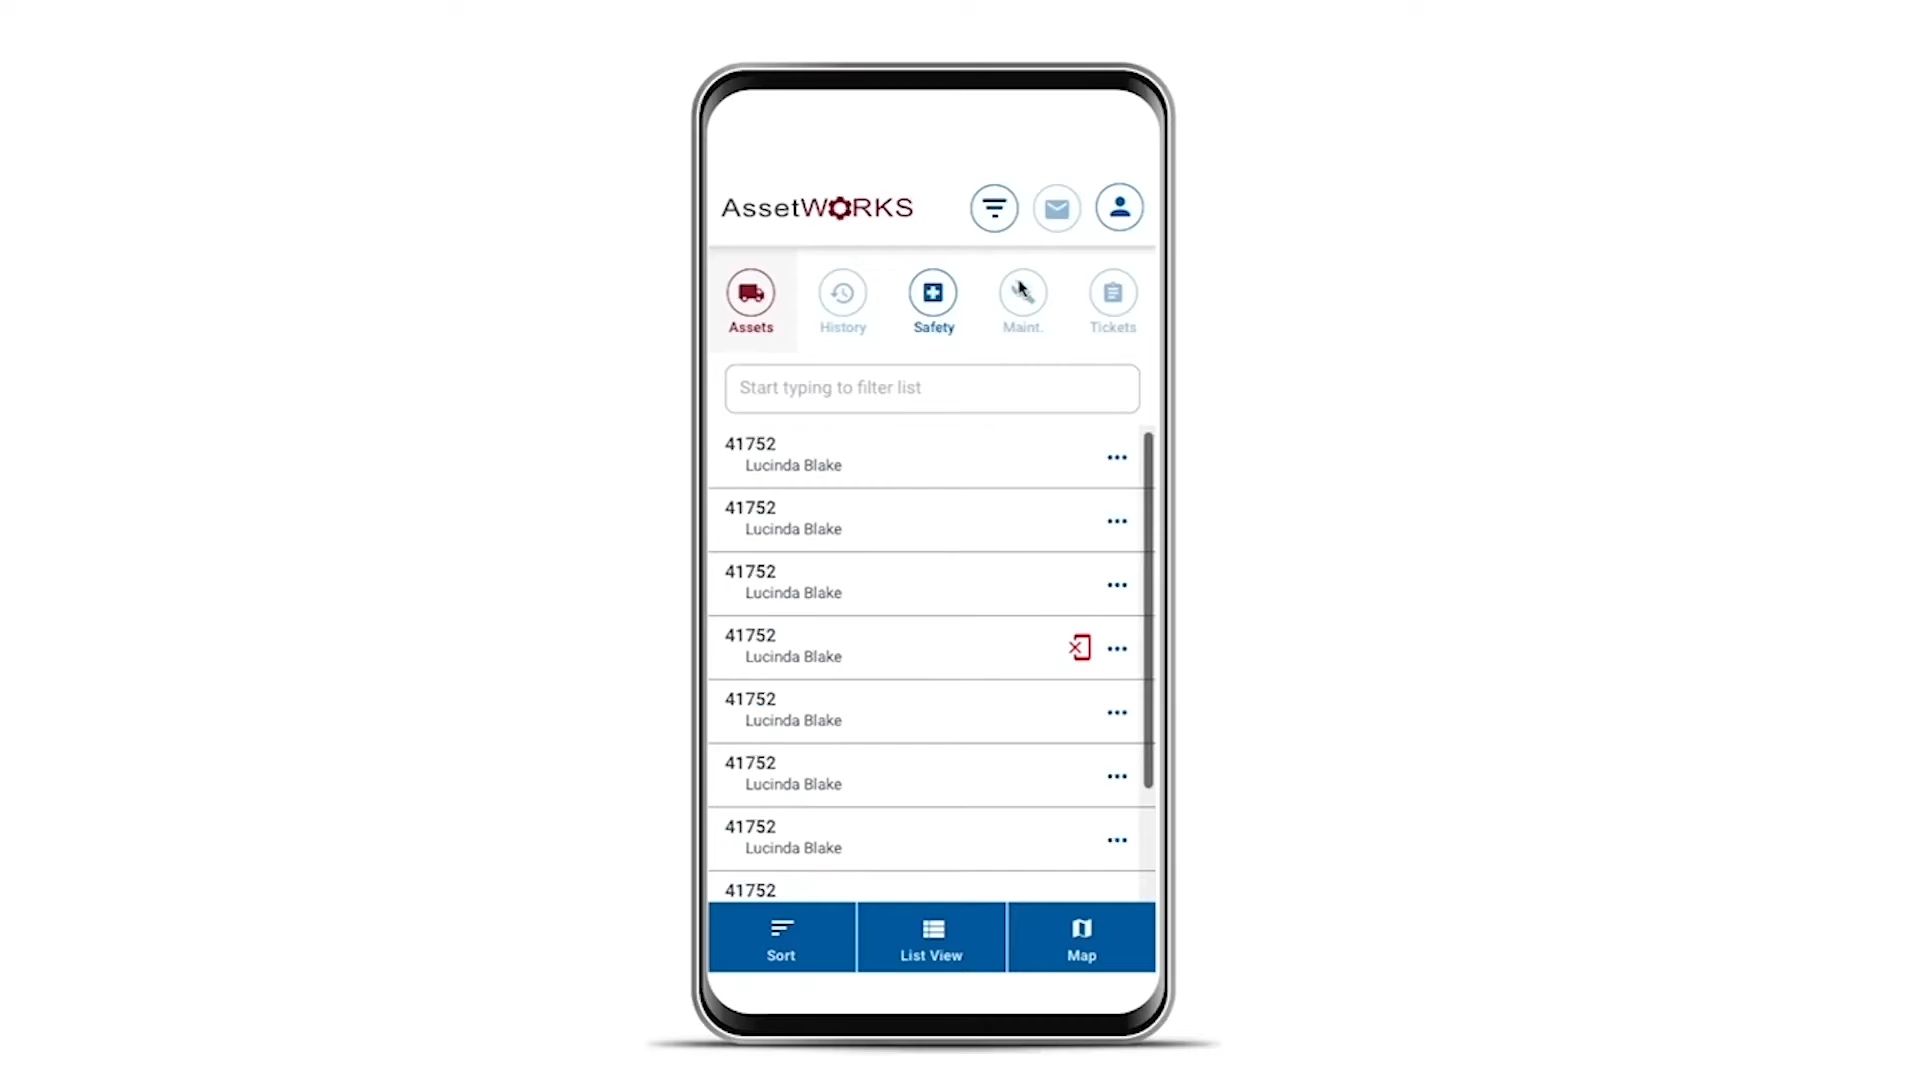 AssetWORKS
Assets
History
Safety
Maint.
Tickets
Start typing to filter list
41752
Lucinda Blake
41752
Lucinda Blake
41752
Lucinda Blake
41752
Lucinda Blake
41752
Lucinda Blake
41752
Lucinda Blake
41752
Lucinda Blake
41752
Sort
List View
Map